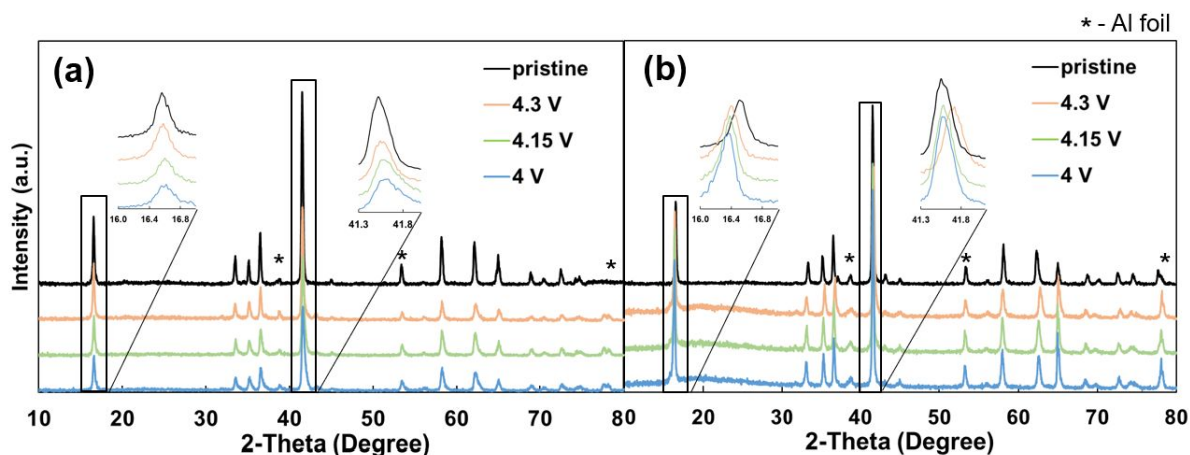 * - Al foil
(a)
pristine
4.3 V
4.15 V
4 V
16.0 16.4 16.8
41.3 41.8
* * *
Intensity (a.u.)
10 20 30 40 50 60 70 80
2-Theta (Degree)
(b)
pristine
4.3 V
4.15 V
4 V
16.0 16.4 16.8
41.3 41.8
* * *
20 30 40 50 60 70 80
2-Theta (Degree)